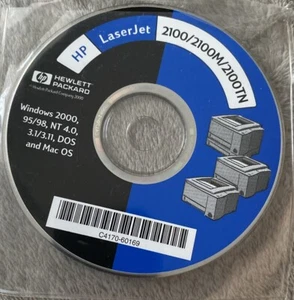 HP LaserJet 2100/2100M/2100TN
hp
HEWLETT
PACKARD
Windows 2000,
95/98, NT 4.0,
3.1/3.11, DOS
and Mac OS
C4170-60169